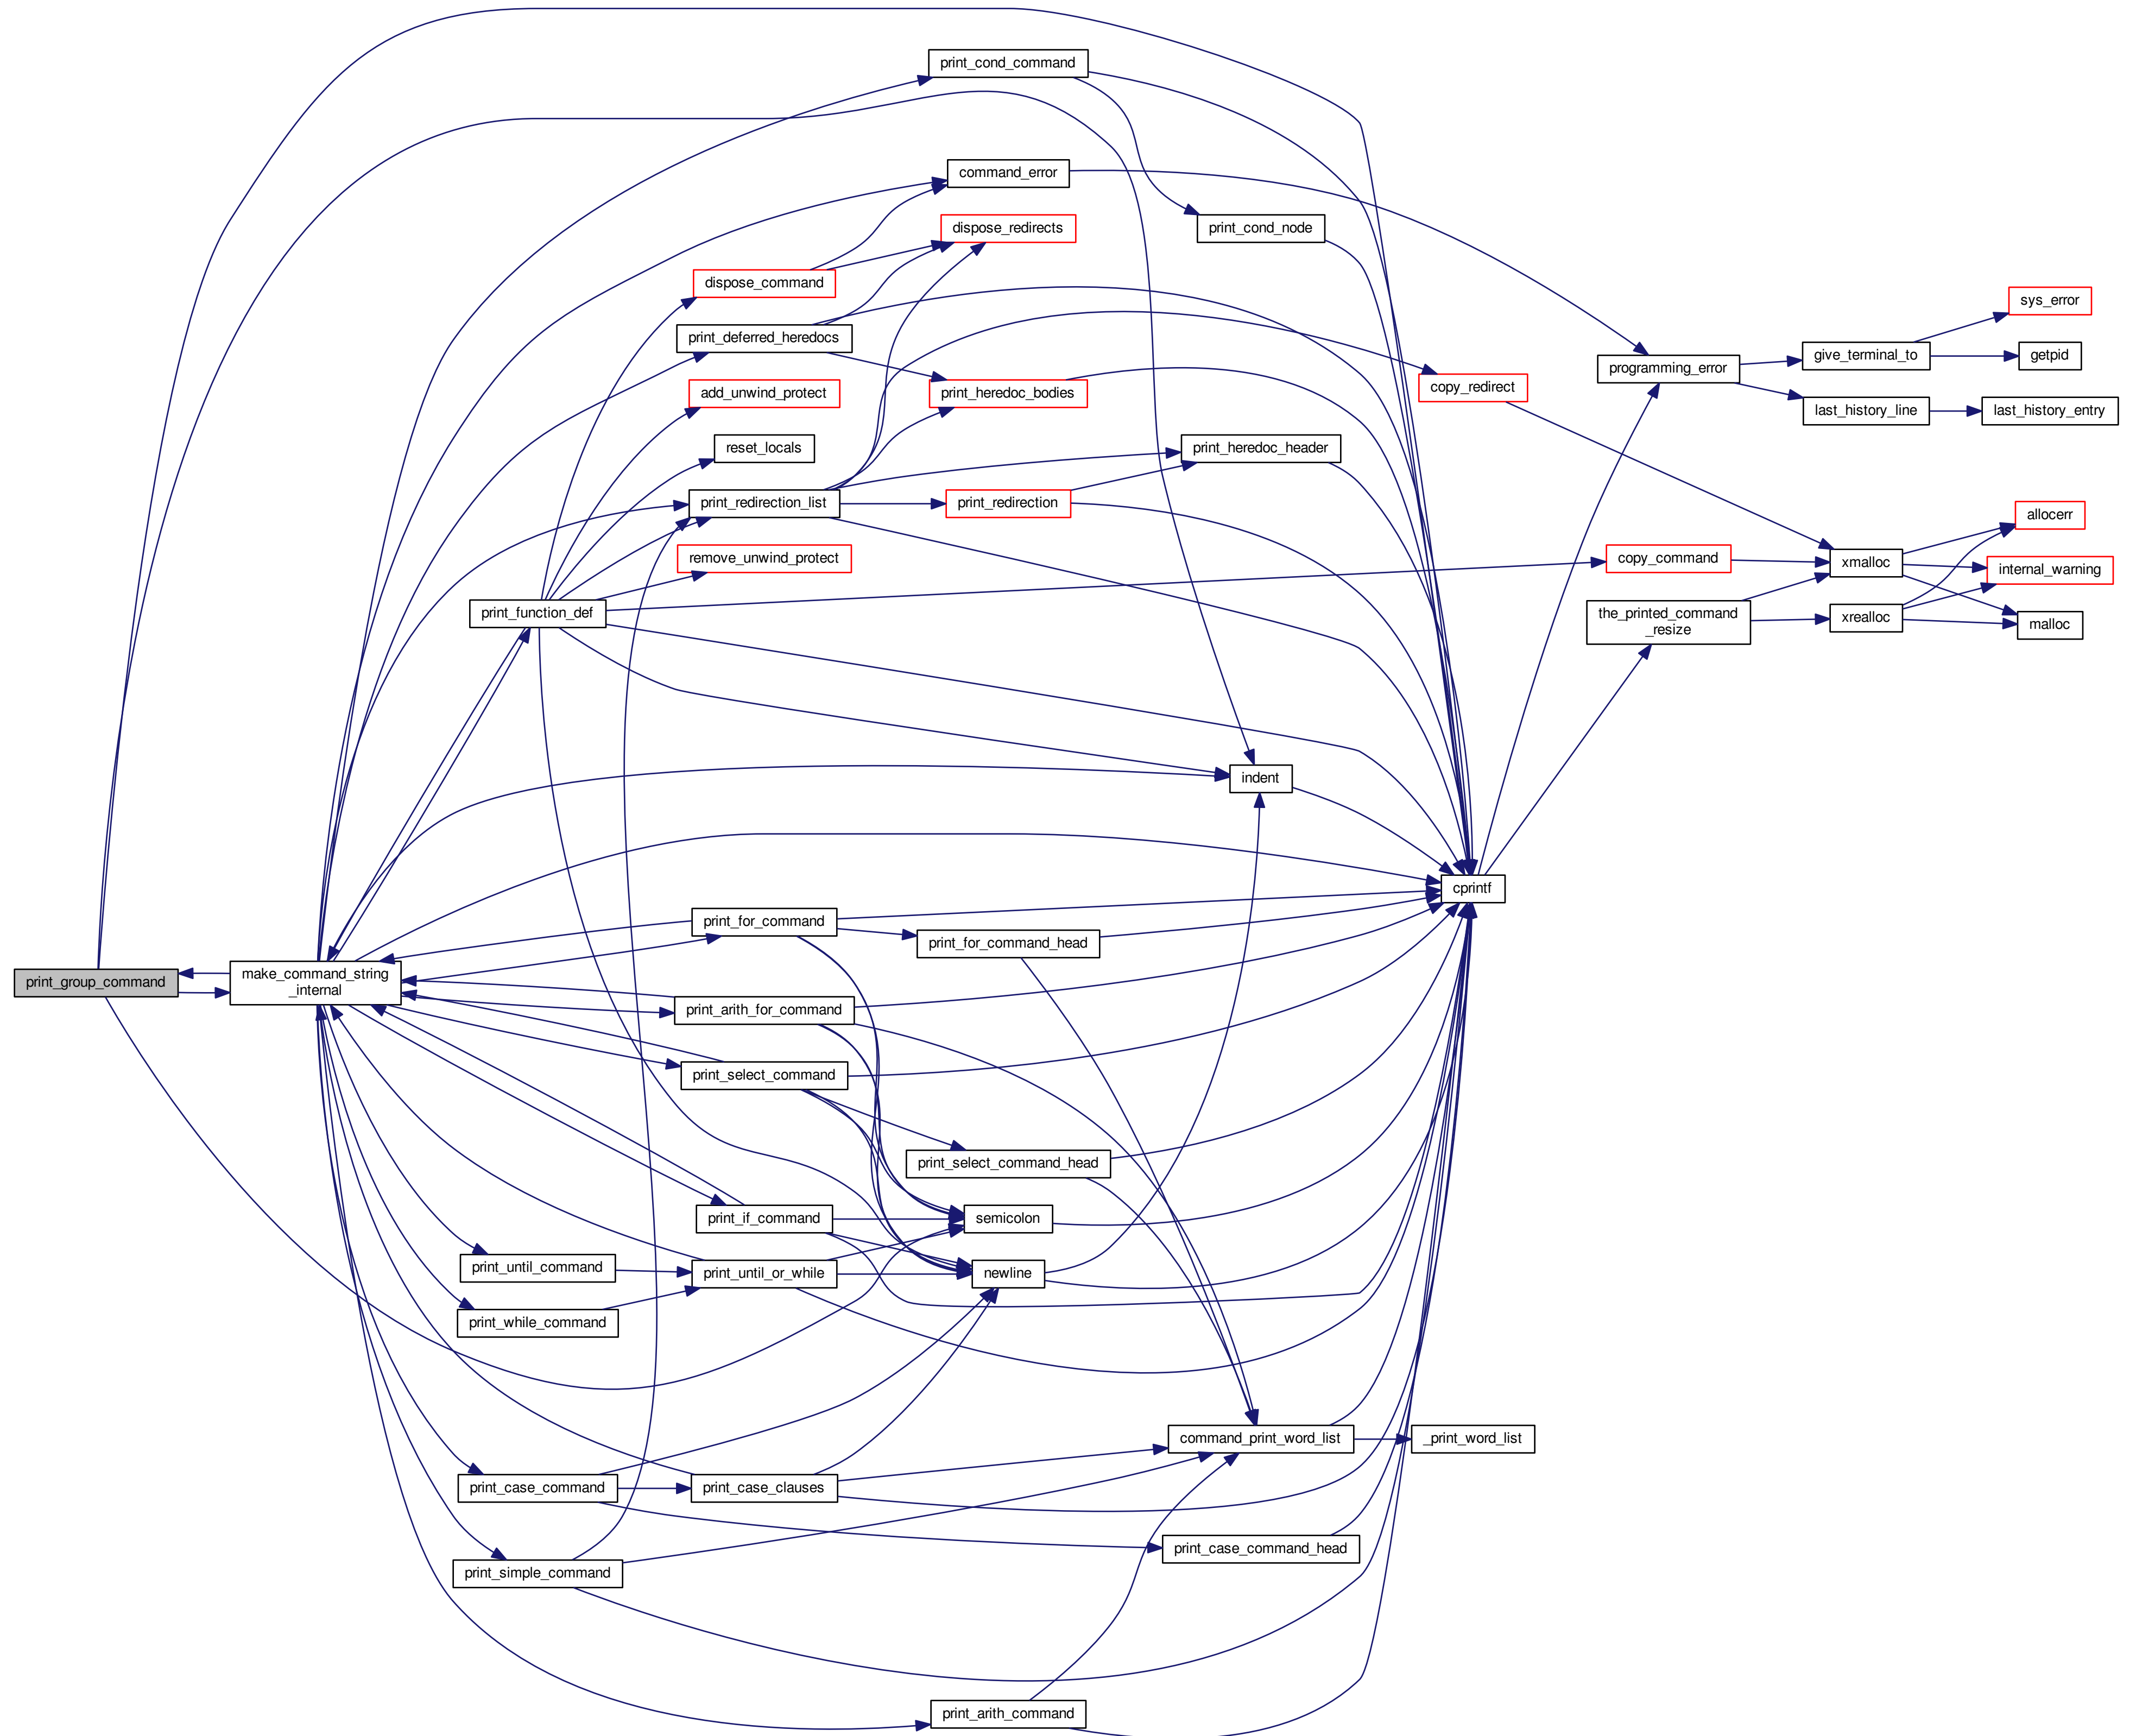 print_cond_command
command_error
print_cond_node
dispose_redirects
dispose_command
sys_error
print_deferred_heredocs
give_terminal_to
getpid
programming_error
add_unwind_protect
print_heredoc_bodies
copy_redirect
last_history_line
last_history_entry
reset_locals
print_heredoc_header
print_redirection_list
print_redirection
allocerr
remove_unwind_protect
copy_command
xmalloc
internal_warning
print_function_def
the_printed_command
_resize
xrealloc
malloc
indent
cprintf
print_for_command
print_for_command_head
print_group_command
make_command_string
_internal
print_arith_for_command
print_select_command
print_select_command_head
print_if_command
semicolon
print_until_command
print_until_or_while
newline
print_while_command
command_print_word_list
_print_word_list
print_case_command
print_case_clauses
print_case_command_head
print_simple_command
print_arith_command